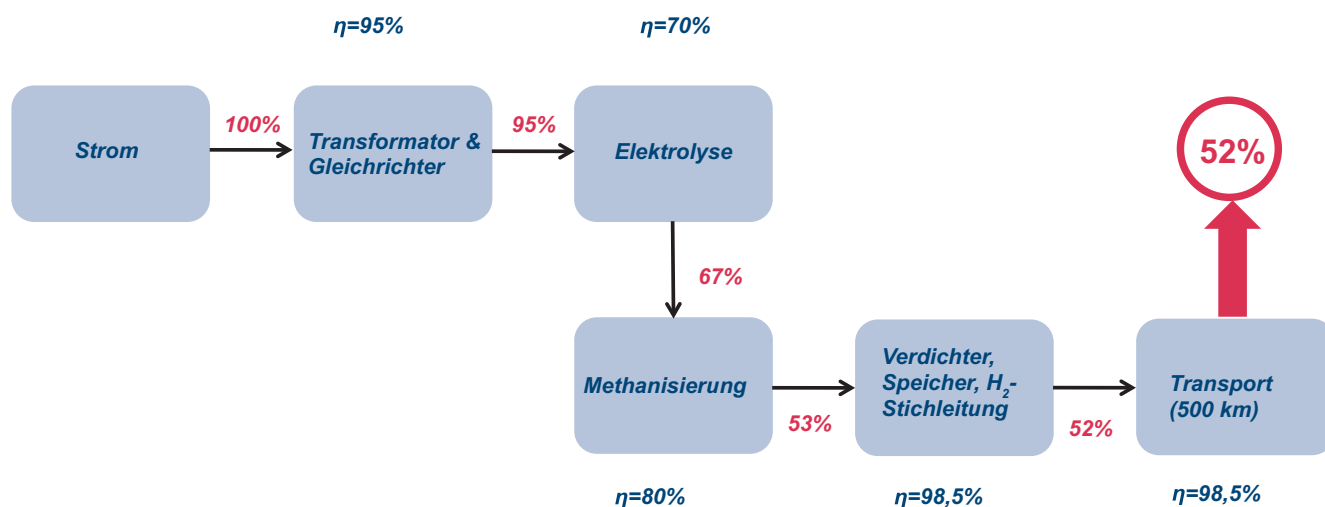 η=95%
η=70%
Strom
100%
Transformator &
Gleichrichter
95%
Elektrolyse
52%
67%
Methanisierung
53%
Verdichter,
Speicher, H₂-
Stichleitung
52%
Transport
(500 km)
η=80%
η=98,5%
η=98,5%